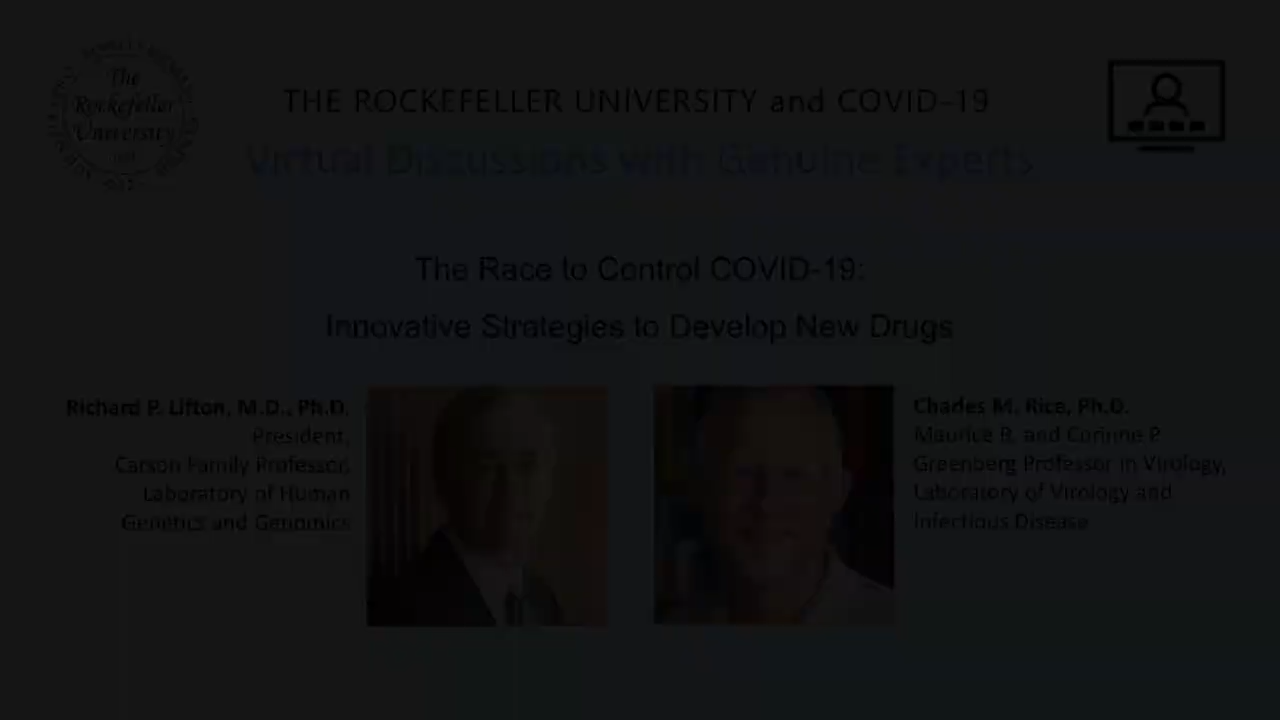 The
Rockefeller
University
THE ROCKEFELLER UNIVERSITY and COVID-19
Virtual Discussions with Genuine Experts
The Race to Control COVID-19:
Innovative Strategies to Develop New Drugs
Richard P. Lifton, M.D., Ph.D.
President,
Carson Family Professor,
Laboratory of Human
Genetics and Genomics
Charles M. Rice, Ph.D.
Maurice R. and Corinne P.
Greenberg Professor in Virology,
Laboratory of Virology and
Infectious Disease